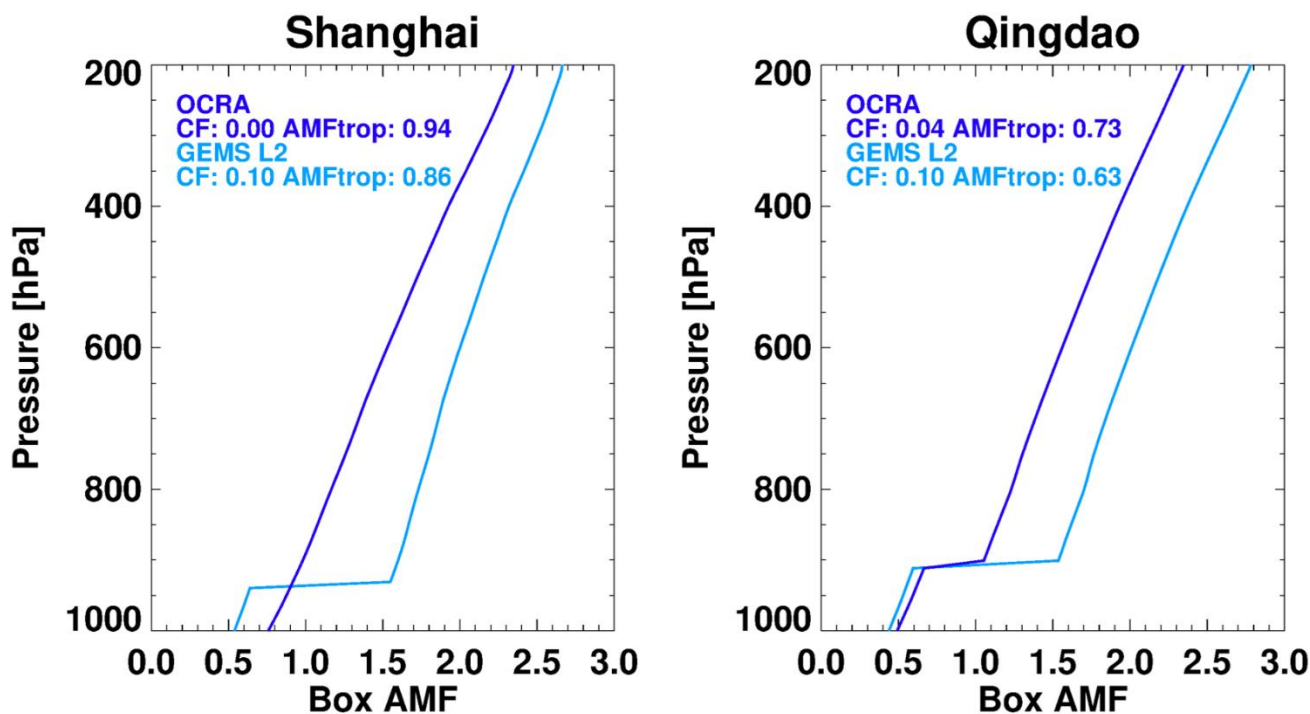 Shanghai
OCRA
CF: 0.00 AMFtrop: 0.94
GEMS L2
CF: 0.10 AMFtrop: 0.86
Pressure [hPa]
200
400
600
800
1000
0.0 0.5 1.0 1.5 2.0 2.5 3.0
Box AMF
Qingdao
OCRA
CF: 0.04 AMFtrop: 0.73
GEMS L2
CF: 0.10 AMFtrop: 0.63
Pressure [hPa]
200
400
600
800
1000
0.0 0.5 1.0 1.5 2.0 2.5 3.0
Box AMF